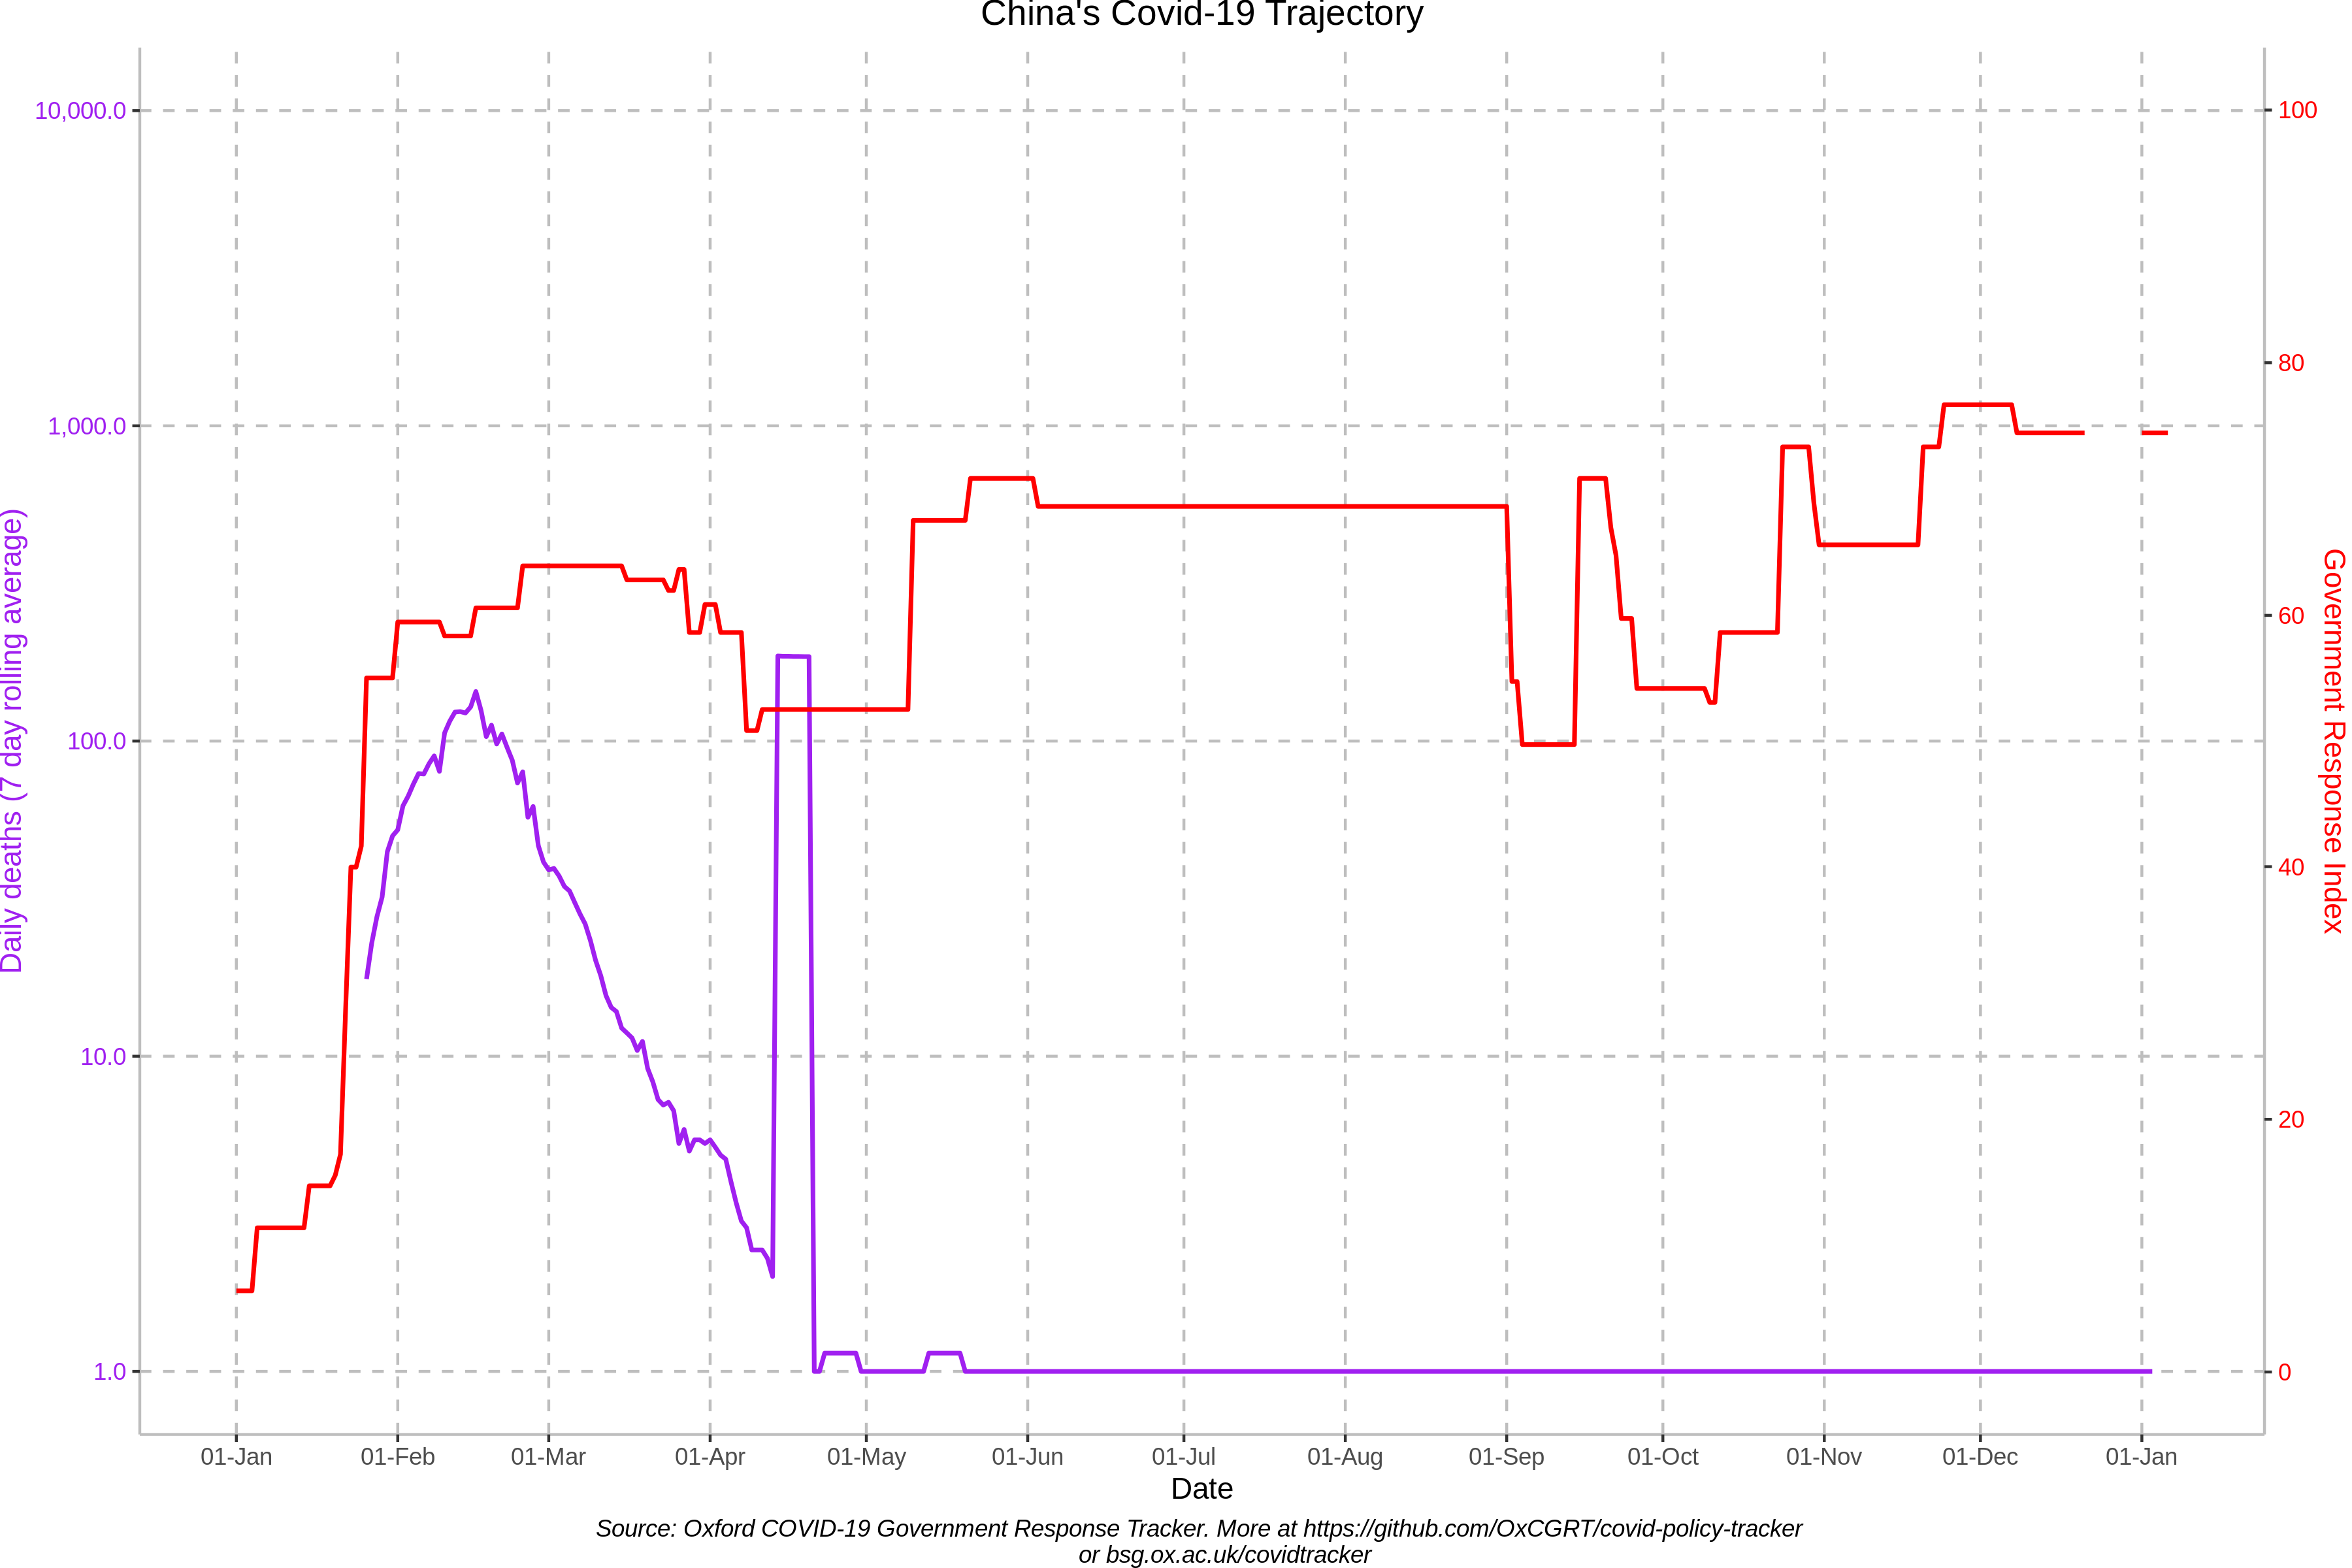 China's Covid-19 Trajectory
10,000.0
1,000.0
100.0
10.0
1.0
Daily deaths (7 day rolling average)
100
80
60
40
20
0
Government Response Index
01-Jan 01-Feb 01-Mar 01-Apr 01-May 01-Jun 01-Jul 01-Aug 01-Sep 01-Oct 01-Nov 01-Dec 01-Jan
Date
Source: Oxford COVID-19 Government Response Tracker. More at https://github.com/OxCGRT/covid-policy-tracker
or bsg.ox.ac.uk/covidtracker